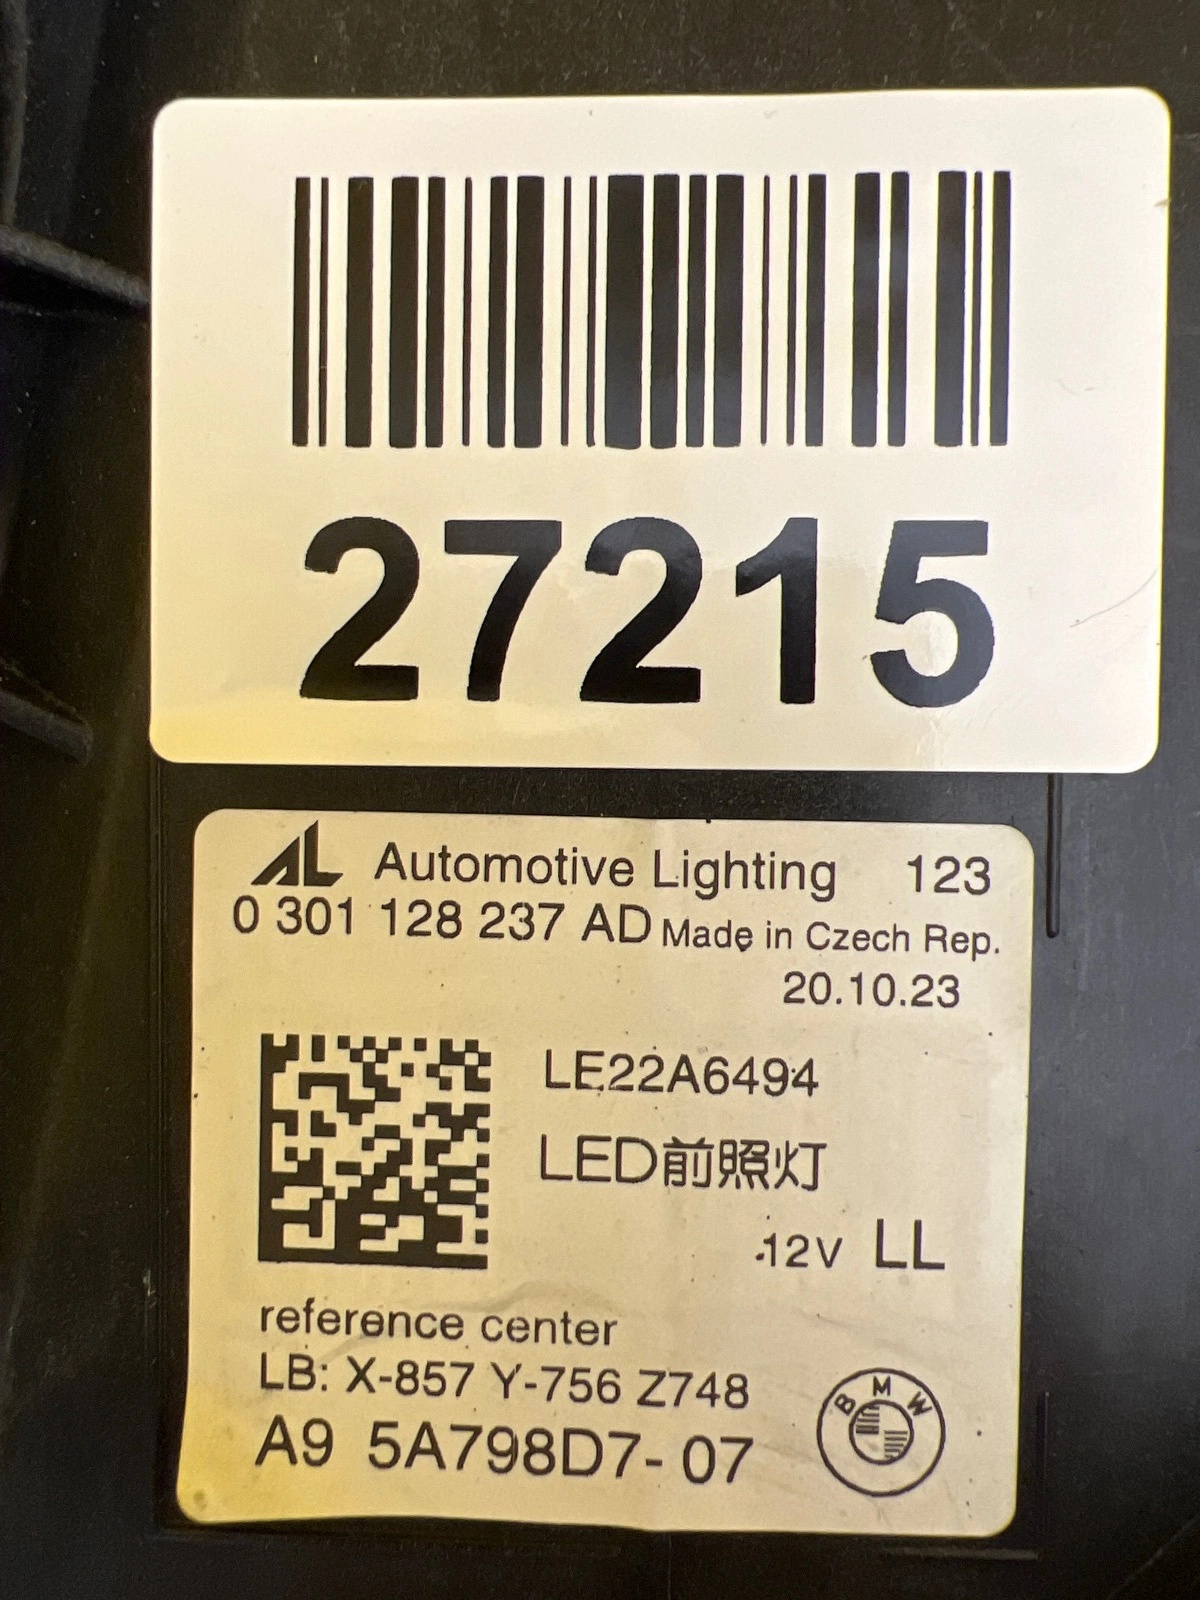 27215
AL Automotive Lighting 123
0 301 128 237 AD Made in Czech Rep.
20.10.23
LE22A6494
LED前照灯
12V LL
reference center
LB: X-857 Y-756 Z748
A9 5A798D7- 07
BMW